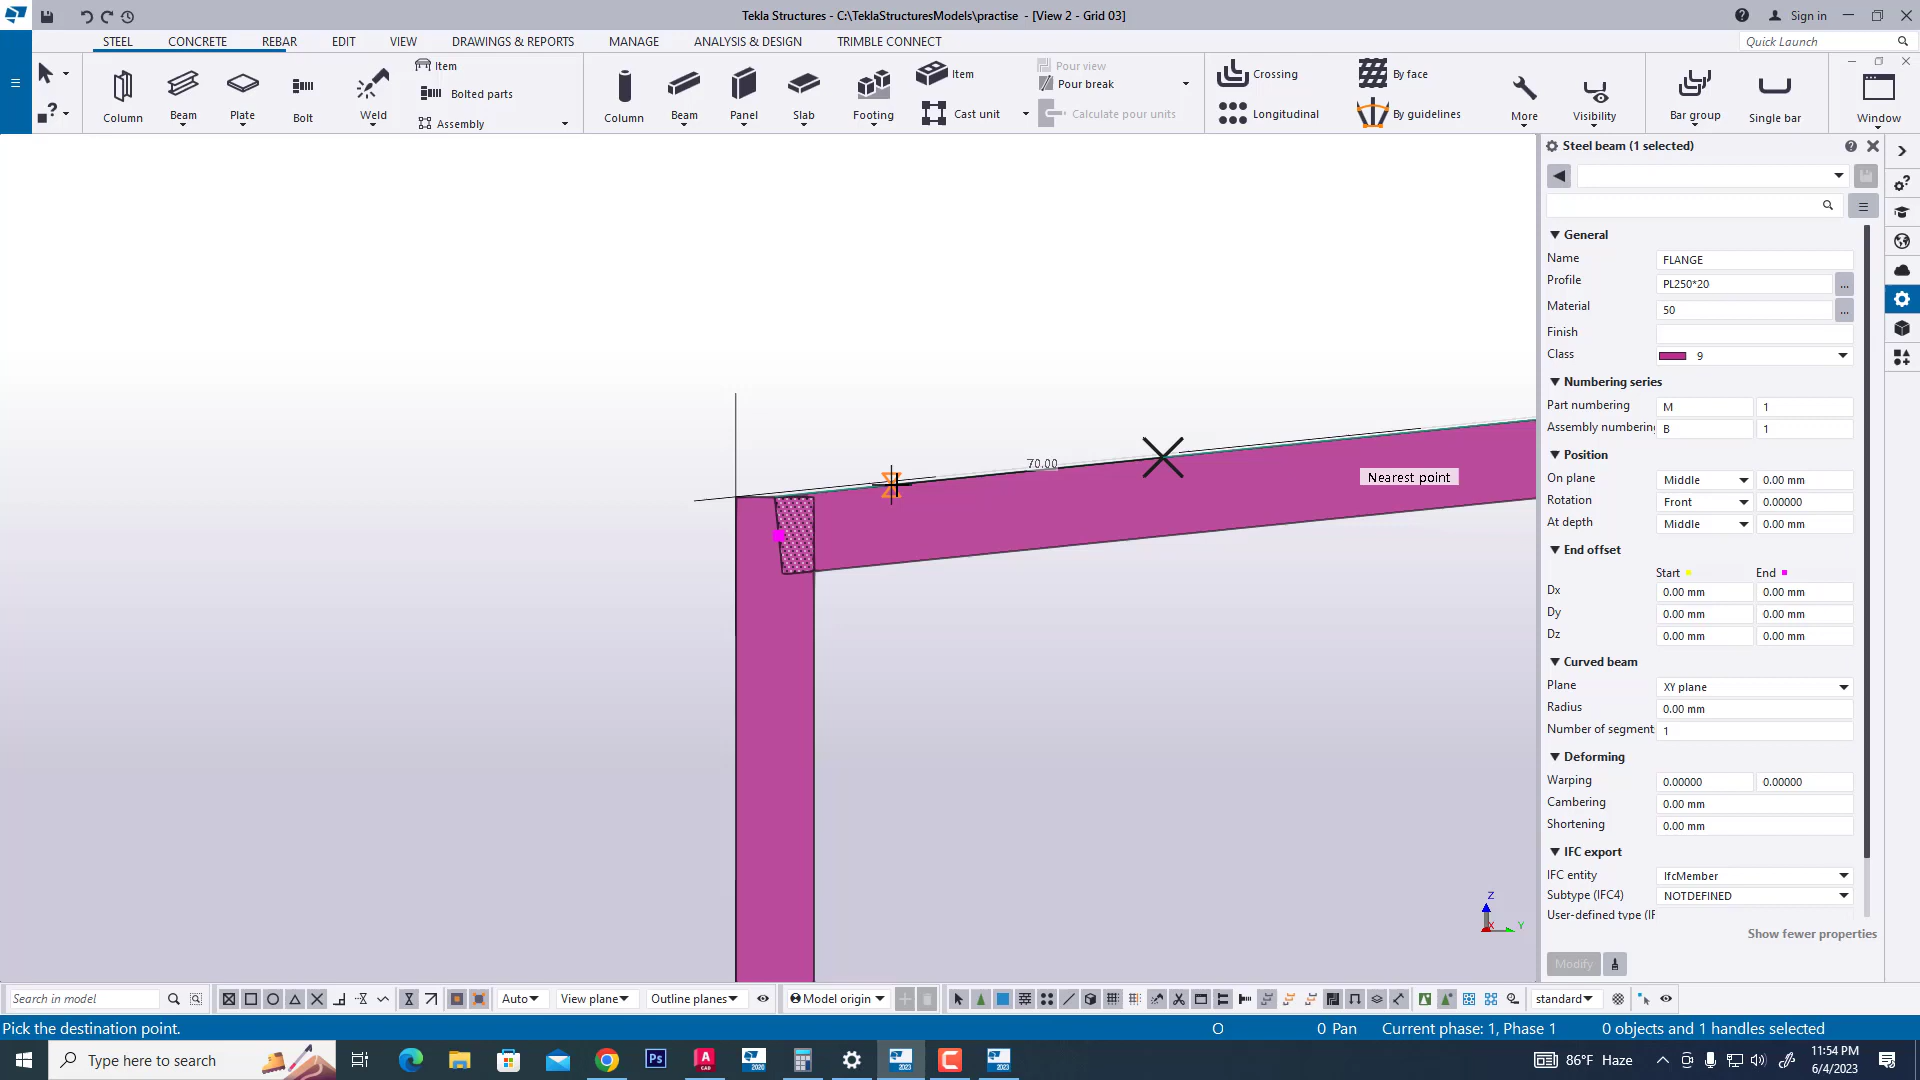 Tekla Structures - C:\TeklaStructuresModels\practise - [View 2 - Grid 03]
Sign in
STEEL CONCRETE REBAR EDIT VIEW DRAWINGS & REPORTS MANAGE ANALYSIS & DESIGN TRIMBLE CONNECT
Quick Launch
Column Beam Plate Bolt Weld
Item
Bolted parts
Assembly
Column Beam Panel Slab Footing
Item
Cast unit
Pour view
Pour break
Calculate pour units
Crossing
Longitudinal
By face
By guidelines
More Visibility Bar group Single bar Window
Steel beam (1 selected)
General
Name FLANGE
Profile PL250*20 ...
Material 50 ...
Finish
Class 9
Numbering series
Part numbering M 1
Assembly numbering B 1
Position
On plane Middle 0.00 mm
Rotation Front 0.00000
At depth Middle 0.00 mm
End offset
Start End
Dx 0.00 mm 0.00 mm
Dy 0.00 mm 0.00 mm
Dz 0.00 mm 0.00 mm
Curved beam
Plane XY plane
Radius 0.00 mm
Number of segment 1
Deforming
Warping 0.00000 0.00000
Cambering 0.00 mm
Shortening 0.00 mm
IFC export
IFC entity IfcMember
Subtype (IFC4) NOTDEFINED
User-defined type (IF
Show fewer properties
Modify
70.00
Nearest point
Z
X Y
Search in model
Auto View plane Outline planes Model origin standard
Pick the destination point.
O 0 Pan Current phase: 1, Phase 1 0 objects and 1 handles selected
Type here to search
Ps
A
CAD
2020
2023
2023
86°F Haze
11:54 PM
6/4/2023